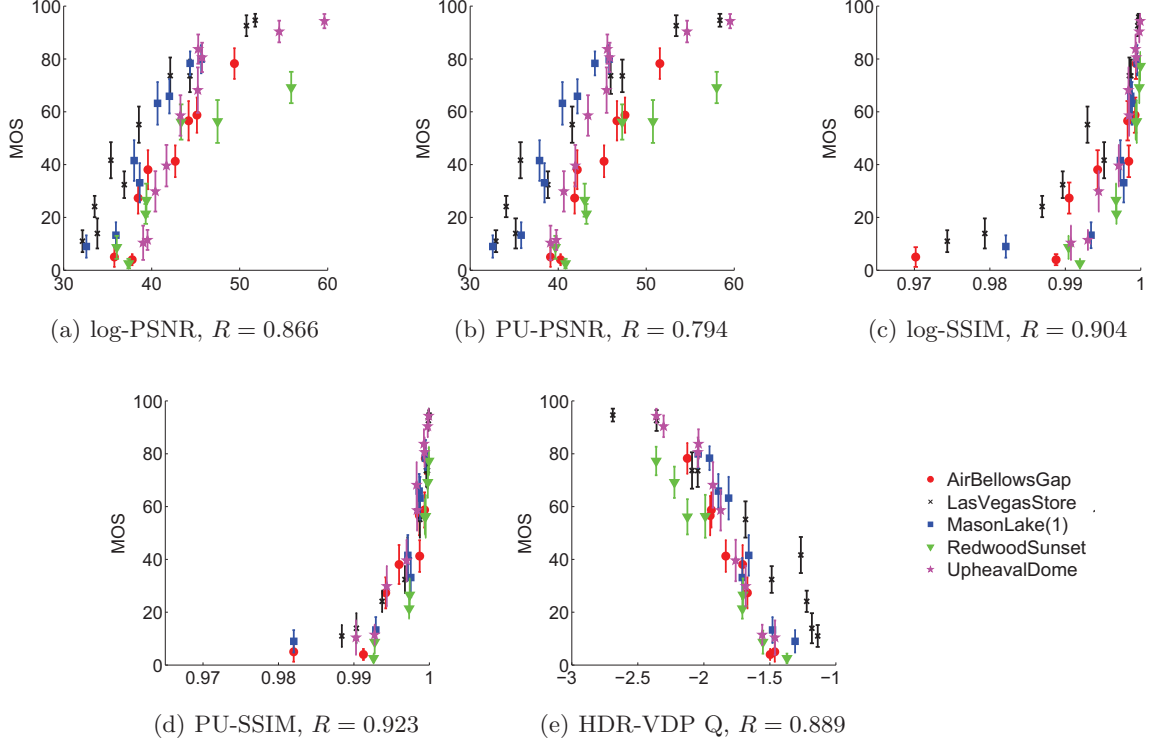 100
80
60
40
20
0
MOS
30 40 50 60
(a) log-PSNR, R = 0.866
100
80
60
40
20
0
MOS
30 40 50 60
(b) PU-PSNR, R = 0.794
100
80
60
40
20
0
MOS
0.97 0.98 0.99 1
(c) log-SSIM, R = 0.904
100
80
60
40
20
0
MOS
0.97 0.98 0.99 1
(d) PU-SSIM, R = 0.923
100
80
60
40
20
0
MOS
−3 −2.5 −2 −1.5 −1
(e) HDR-VDP Q, R = 0.889
AirBellowsGap
LasVegasStore
MasonLake(1)
RedwoodSunset
UpheavalDome